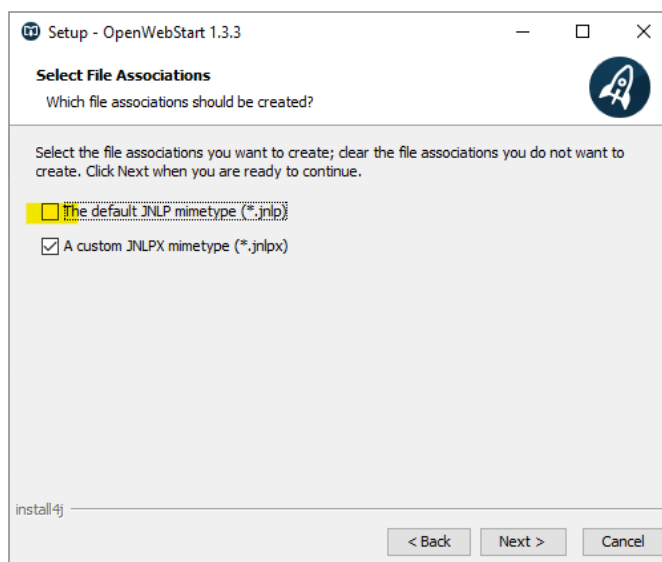 Setup - OpenWebStart 1.3.3
Select File Associations
Which file associations should be created?
Select the file associations you want to create; clear the file associations you do not want to
create. Click Next when you are ready to continue.
The default JNLP mimetype (*.jnlp)
A custom JNLPX mimetype (*.jnlpx)
install4j
< Back
Next >
Cancel